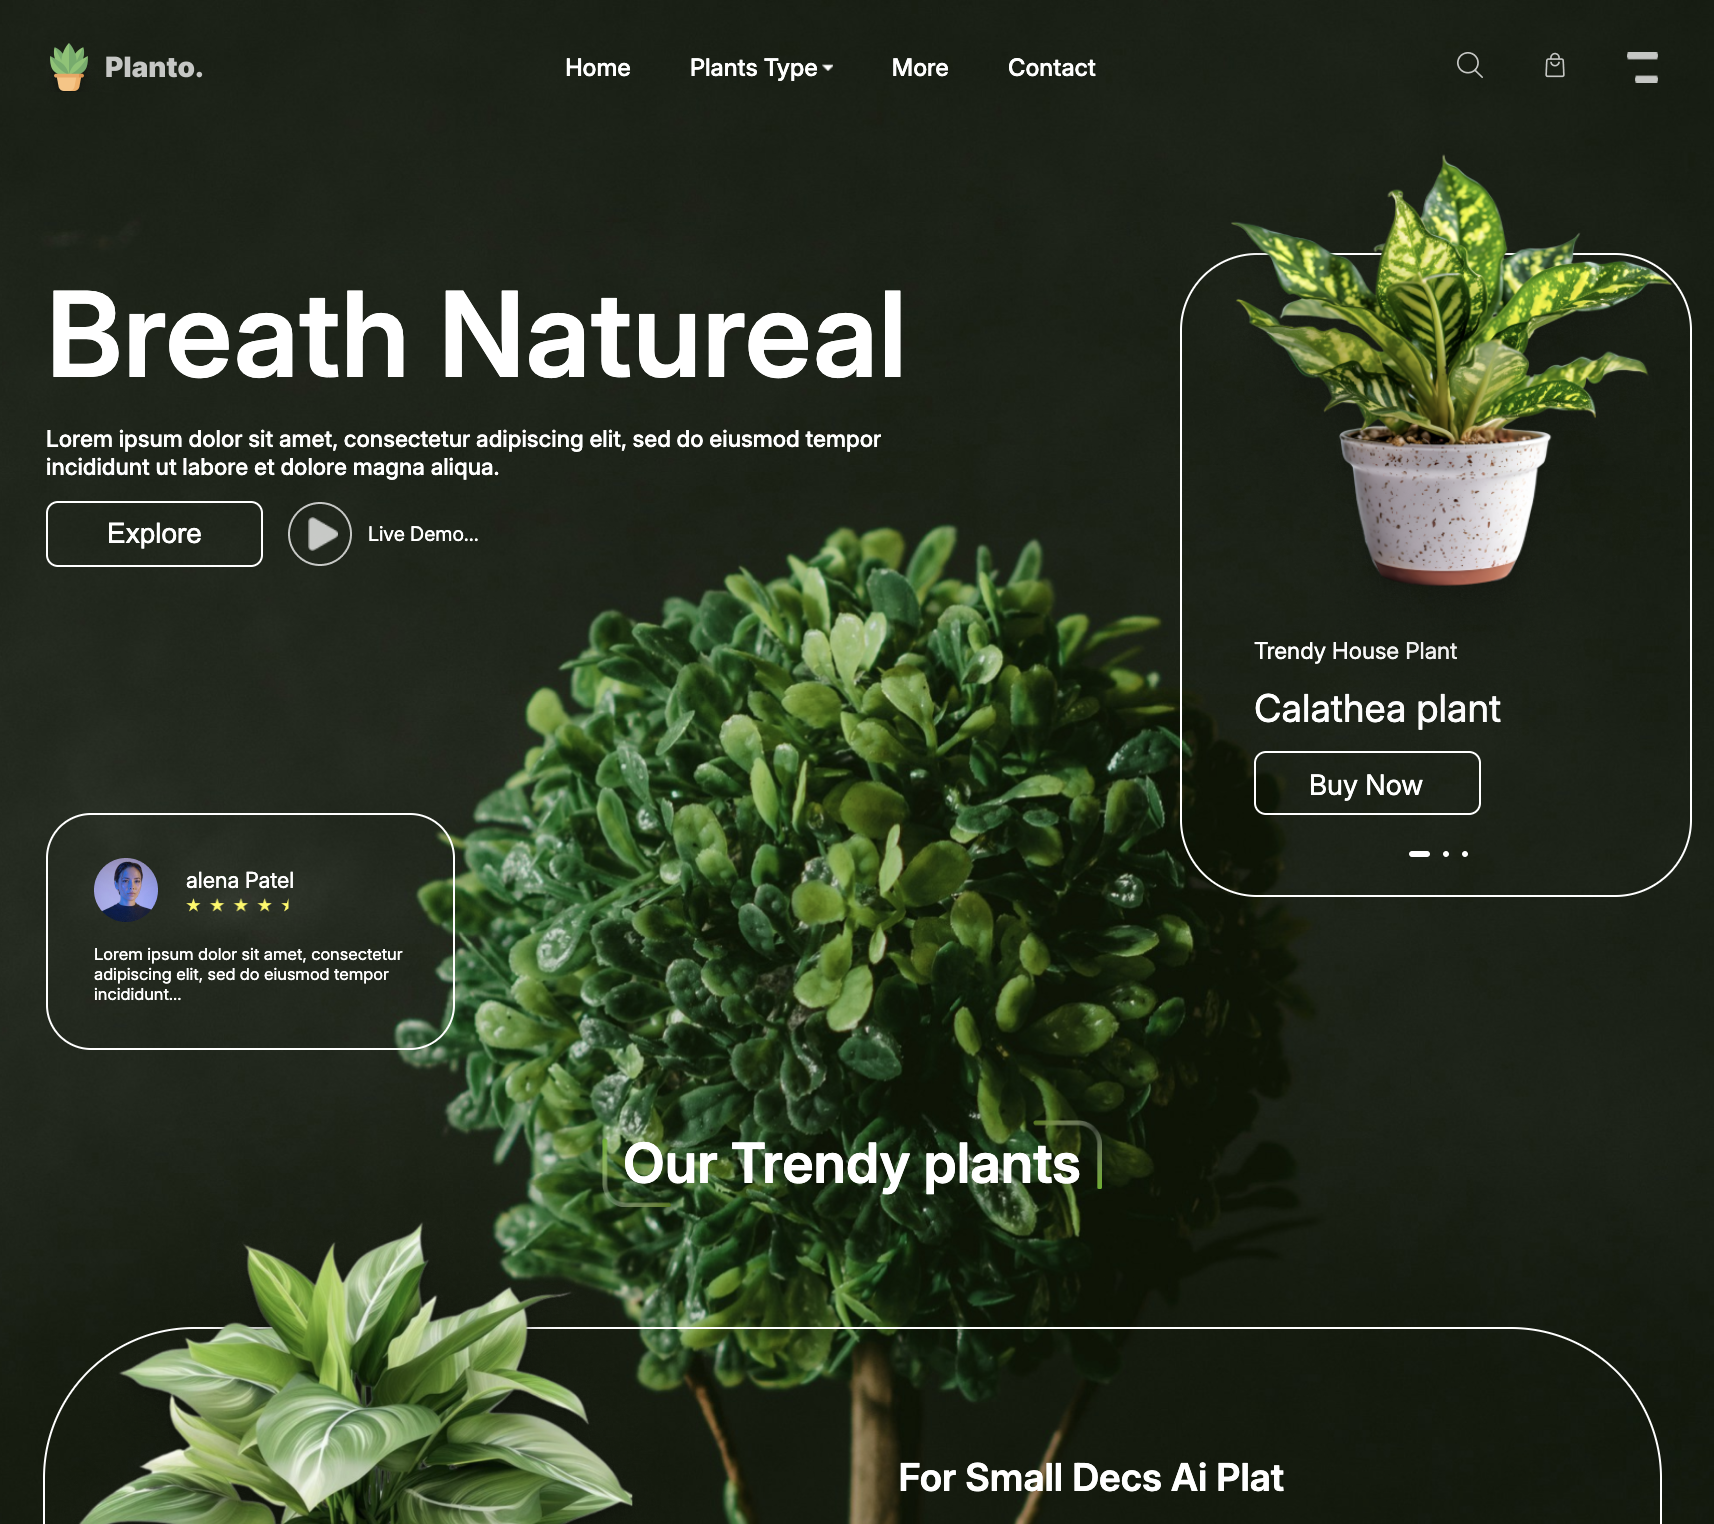 Planto.
Home
Plants Type
More
Contact
Breath Natureal
Lorem ipsum dolor sit amet, consectetur adipiscing elit, sed do eiusmod tempor
incididunt ut labore et dolore magna aliqua.
Explore
Live Demo...
Trendy House Plant
Calathea plant
Buy Now
alena Patel
Lorem ipsum dolor sit amet, consectetur
adipiscing elit, sed do eiusmod tempor
incididunt...
Our Trendy plants
For Small Decs Ai Plat